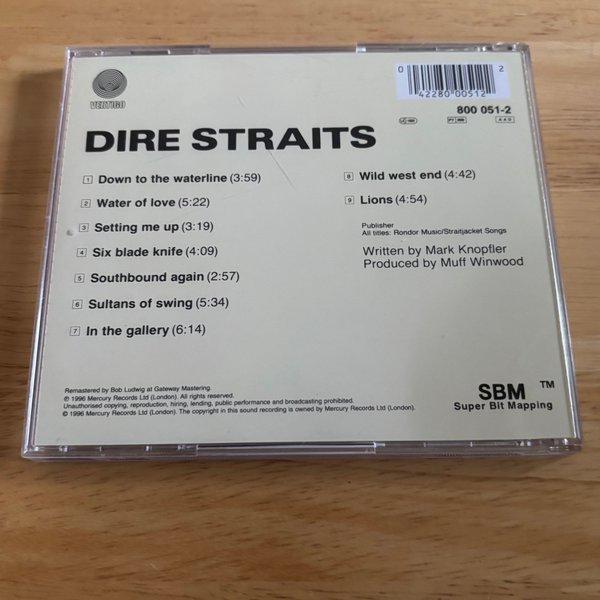 VERTIGO
0 42280 00512 2
800 051-2
DIRE STRAITS
1 Down to the waterline (3:59)
2 Water of love (5:22)
3 Setting me up (3:19)
4 Six blade knife (4:09)
5 Southbound again (2:57)
6 Sultans of swing (5:34)
7 In the gallery (6:14)
8 Wild west end (4:42)
9 Lions (4:54)
Publisher
All titles: Rondor Music/Straitjacket Songs
Written by Mark Knopfler
Produced by Muff Winwood
Remastered by Bob Ludwig at Gateway Mastering.
℗ 1996 Mercury Records Ltd (London). All rights reserved.
Unauthorised copying, reproduction, hiring, lending, public performance and broadcasting prohibited.
© 1996 Mercury Records Ltd (London). The copyright in this sound recording is owned by Mercury Records Ltd (London).
SBM TM
Super Bit Mapping